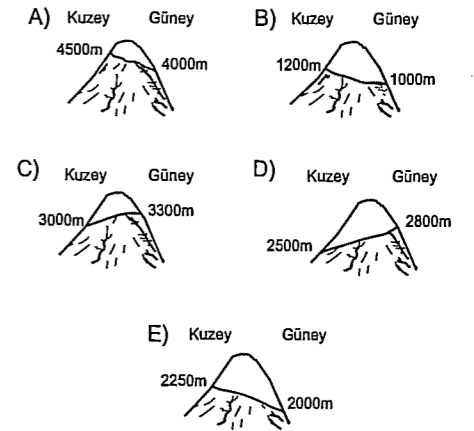 A) Kuzey Güney
4500m 4000m
B) Kuzey Güney
1200m 1000m
C) Kuzey Güney
3000m 3300m
D) Kuzey Güney
2500m 2800m
E) Kuzey Güney
2250m 2000m